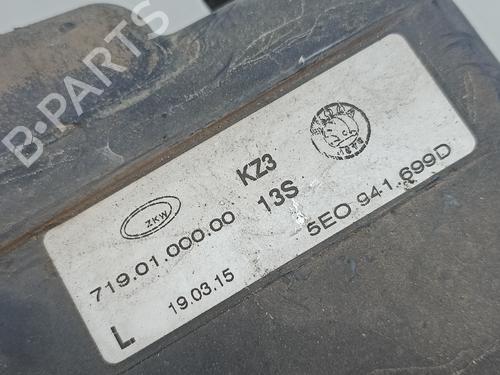 B-PARTS
KZ3
ZKW
719.01.000.00 13S 5E0 941 699D
L 19.03.15